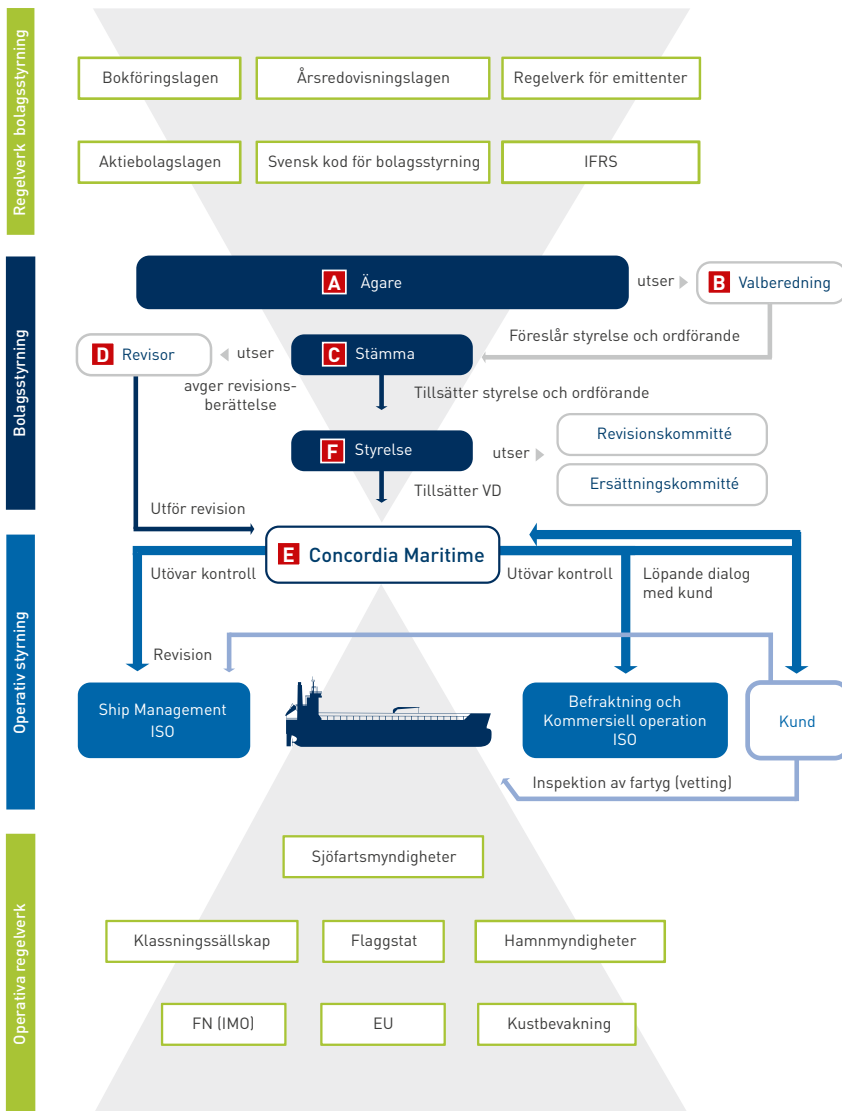 Regelverk bolagsstyrning
Bokföringslagen
Årsredovisningslagen
Regelverk för emittenter
Aktiebolagslagen
Svensk kod för bolagsstyrning
IFRS
Bolagsstyrning
A Ägare
utser
B Valberedning
Föreslår styrelse och ordförande
D Revisor
utser
C Stämma
avger revisions-
berättelse
Tillsätter styrelse och ordförande
F Styrelse
utser
Revisionskommitté
Ersättningskommitté
Tillsätter VD
Utför revision
Operativ styrning
E Concordia Maritime
Utövar kontroll
Utövar kontroll
Löpande dialog
med kund
Revision
Ship Management
ISO
Befraktning och
Kommersiell operation
ISO
Kund
Inspektion av fartyg (vetting)
Operativa regelverk
Sjöfartsmyndigheter
Klassningssällskap
Flaggstat
Hamnmyndigheter
FN (IMO)
EU
Kustbevakning